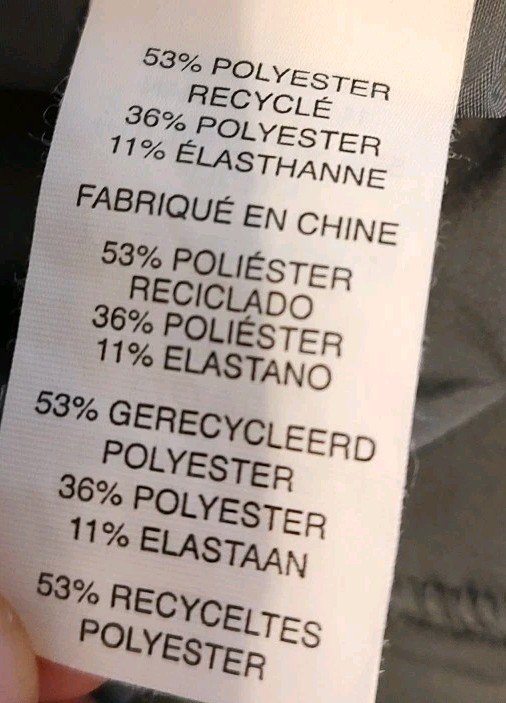 53% POLYESTER
RECYCLÉ
36% POLYESTER
11% ÉLASTHANNE
FABRIQUÉ EN CHINE
53% POLIÉSTER
RECICLADO
36% POLIÉSTER
11% ELASTANO
53% GERECYCLEERD
POLYESTER
36% POLYESTER
11% ELASTAAN
53% RECYCELTES
POLYESTER